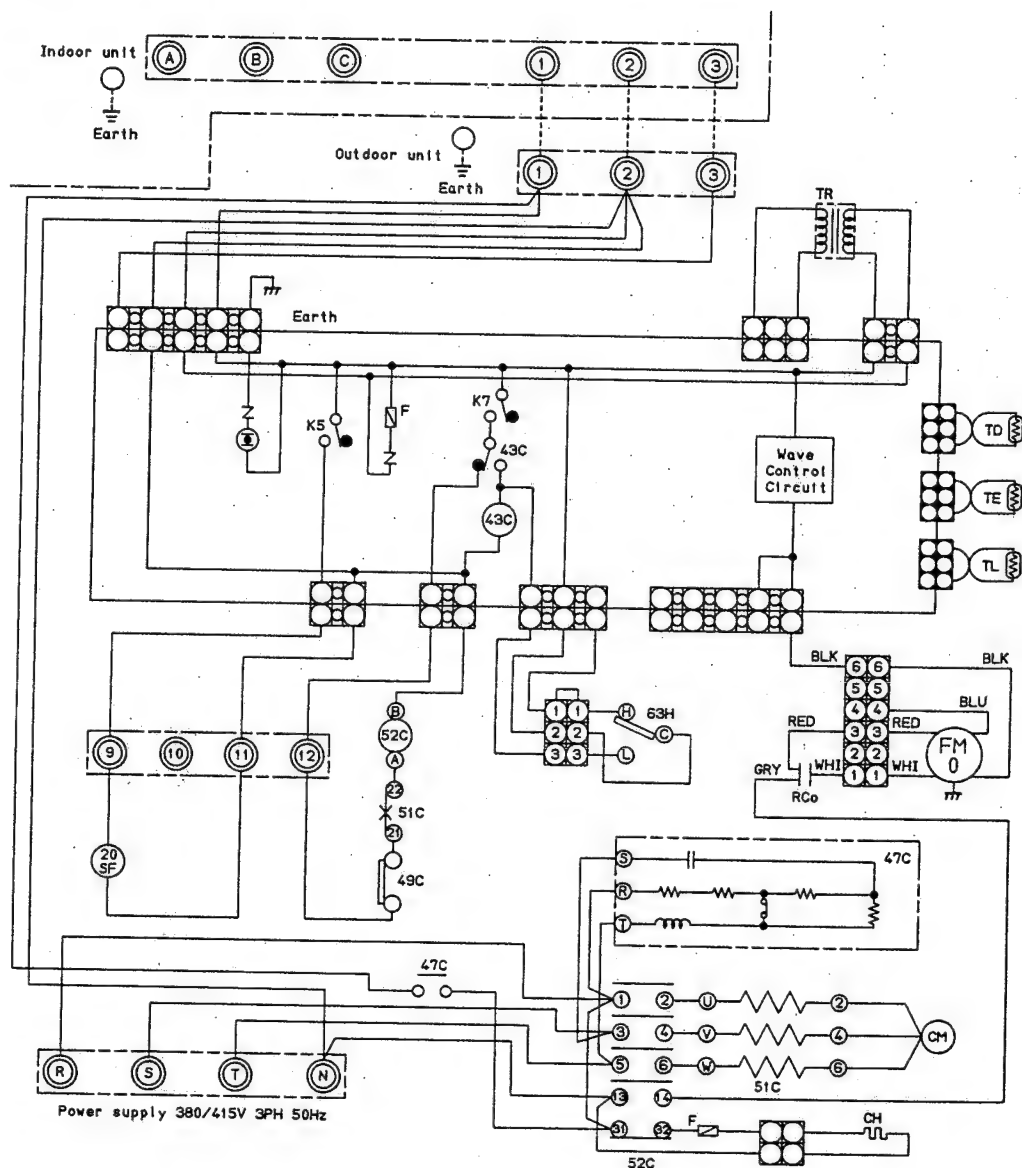 Indoor unit
A B C 1 2 3
Earth
Outdoor unit
Earth
1 2 3
TR
Earth
K5
F
K7
43C
43C
Wave
Control
Circuit
TD
TE
TL
BLK
6 6
BLK
5 5
BLU
4 4
RED
3 3
RED
2 2
GRY
WHI
1 1
WHI
RCo
FM
O
B
52C
A
22
51C
21
49C
1 1
2 2
3 3
H
63H
C
L
9 10 11 12
20
SF
47C
S
R
T
47C
1 2 U 2
3 4 V 4
CM
5 6 W 6
51C
13 14
31 32 F
CH
52C
R S T N
Power supply 380/415V 3PH 50Hz